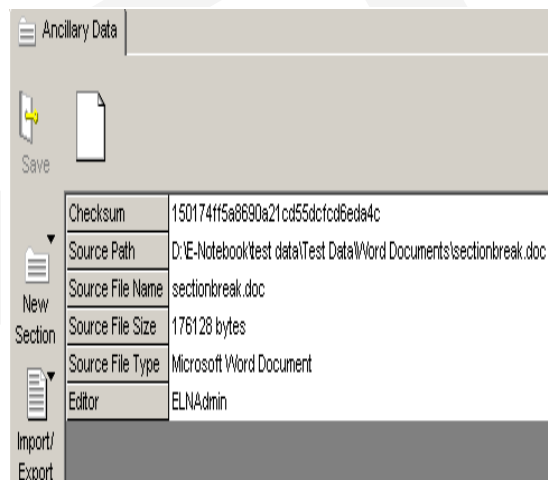 Ancillary Data
Save
Checksum 150174ff5a8690a21cd55dcfcd6eda4c
Source Path D:\E-Notebook\test data\Test Data\Word Documents\sectionbreak.doc
Source File Name sectionbreak.doc
Source File Size 176128 bytes
Source File Type Microsoft Word Document
Editor ELNAdmin
New
Section
Import/
Export